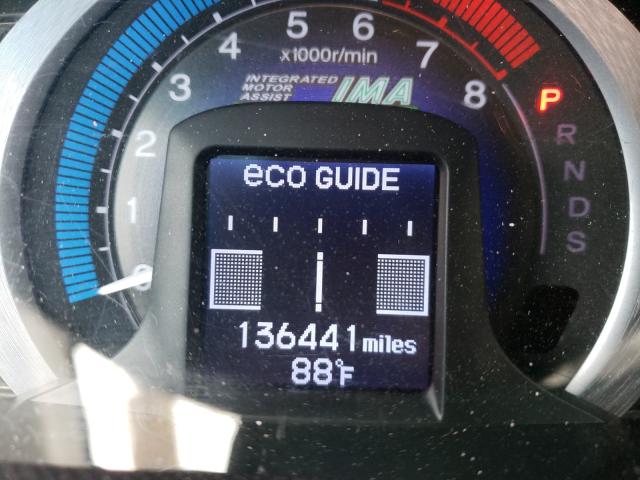 5
6
4
x1000r/min
7
3
INTEGRATED
MOTOR
ASSIST
IMA
8
P
R
N
D
S
2
1
0
eco GUIDE
136441 miles
88°F